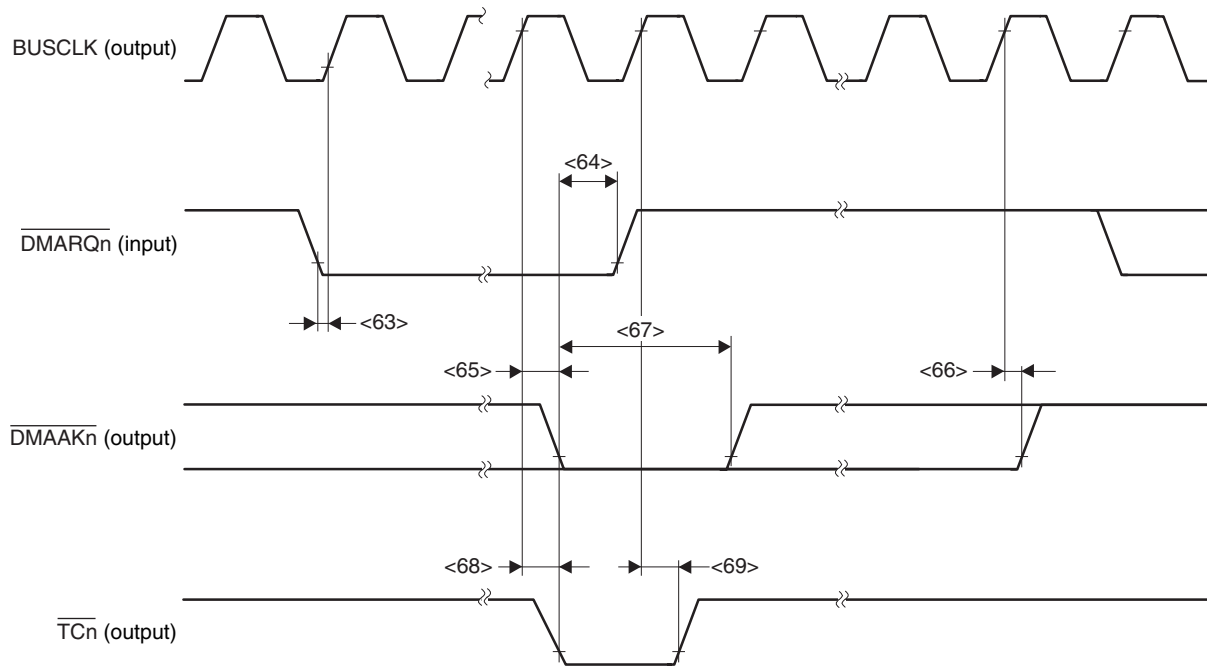 BUSCLK (output)
<64>
DMARQn (input)
<63>
<67>
<65>
<66>
DMAAKn (output)
<68>
<69>
TCn (output)